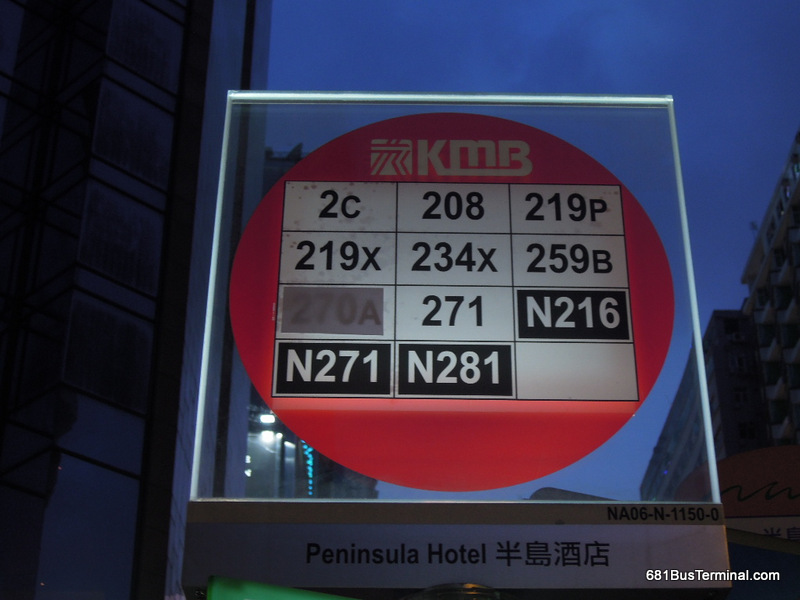 KMB
2C 208 219P
219X 234X 259B
270A 271 N216
N271 N281
NA06-N-1150-0
Peninsula Hotel 半島酒店
681BusTerminal.com